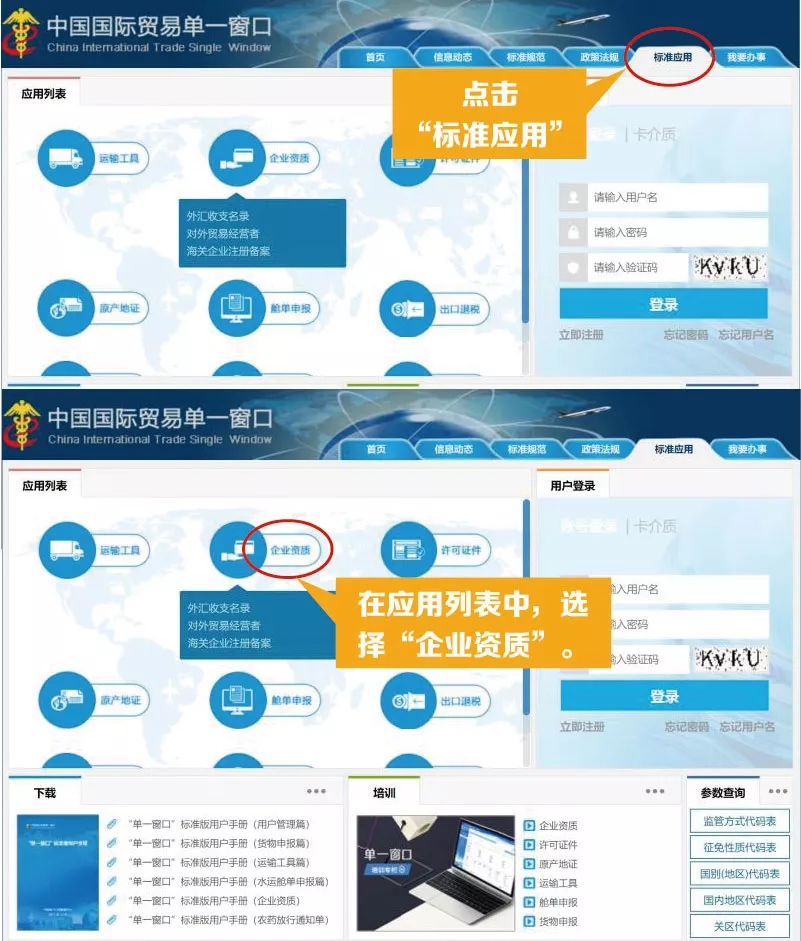 中国国际贸易单一窗口
China International Trade Single Window
首页
信息动态
标准规范
政策法规
标准应用
我要办事
应用列表
点击
“标准应用”
运输工具
企业资质
卡介质
外汇收支名录
对外贸易经营者
海关企业注册备案
请输入用户名
请输入密码
请输入验证码
KykU
登录
立即注册
忘记密码
忘记用户名
原产地证
舱单申报
出口退税
中国国际贸易单一窗口
China International Trade Single Window
首页
信息动态
标准规范
政策法规
标准应用
我要办事
应用列表
用户登录
账号登录
卡介质
运输工具
企业资质
许可证件
外汇收支名录
对外贸易经营者
海关企业注册备案
在应用列表中，选
择“企业资质”。
入用户名
入密码
入验证码
KykU
登录
立即注册
忘记密码
忘记用户名
原产地证
舱单申报
出口退税
下载
“单一窗口”标准版用户手册（用户管理篇）
“单一窗口”标准版用户手册（货物申报篇）
“单一窗口”标准版用户手册（运输工具篇）
“单一窗口”标准版用户手册（水运舱单申报篇）
“单一窗口”标准版用户手册（企业资质）
“单一窗口”标准版用户手册（农药放行通知单）
培训
单一窗口
培训专栏
企业资质
许可证件
原产地证
运输工具
舱单申报
货物申报
参数查询
监管方式代码表
征免性质代码表
国别(地区)代码表
国内地区代码表
关区代码表